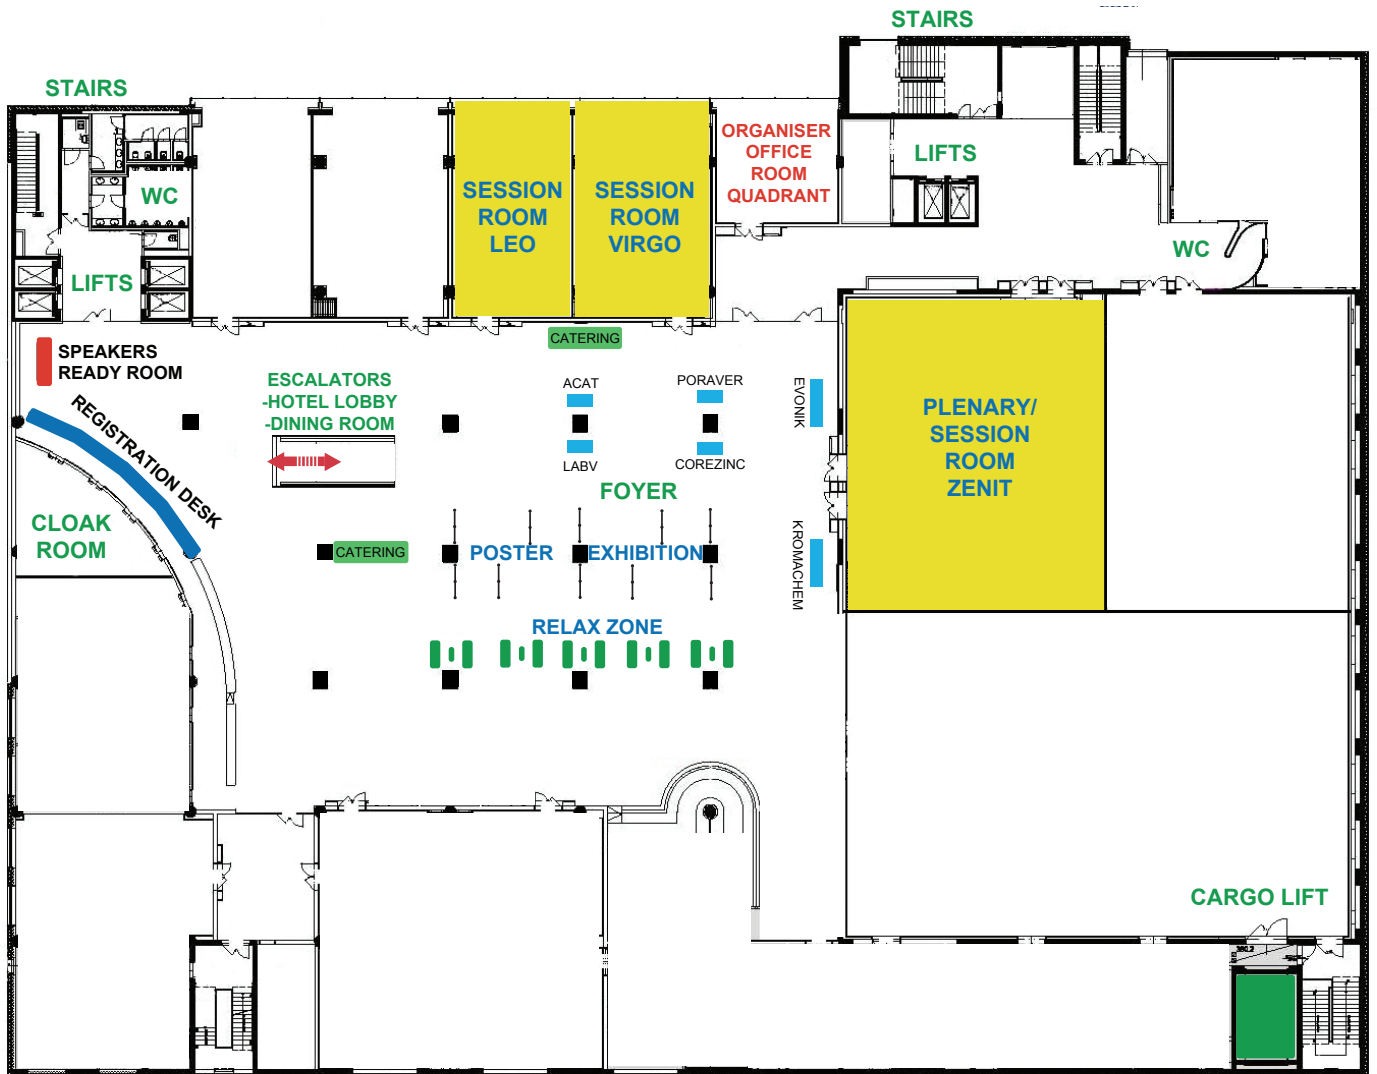 STAIRS
STAIRS
ORGANISER
OFFICE
ROOM
QUADRANT
LIFTS
WC
SESSION
ROOM
LEO
SESSION
ROOM
VIRGO
WC
LIFTS
CATERING
SPEAKERS
READY ROOM
ESCALATORS
-HOTEL LOBBY
-DINING ROOM
ACAT
PORAVER
EVONIK
PLENARY/
SESSION
ROOM
ZENIT
REGISTRATION DESK
LABV
COREZINC
FOYER
CLOAK
ROOM
CATERING
POSTER EXHIBITION
KROMACHEM
RELAX ZONE
CARGO LIFT